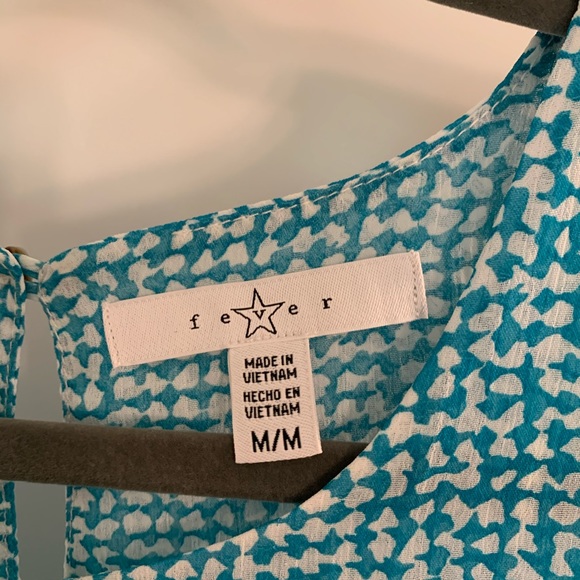 fever
MADE IN
VIETNAM
HECHO EN
VIETNAM
M/M